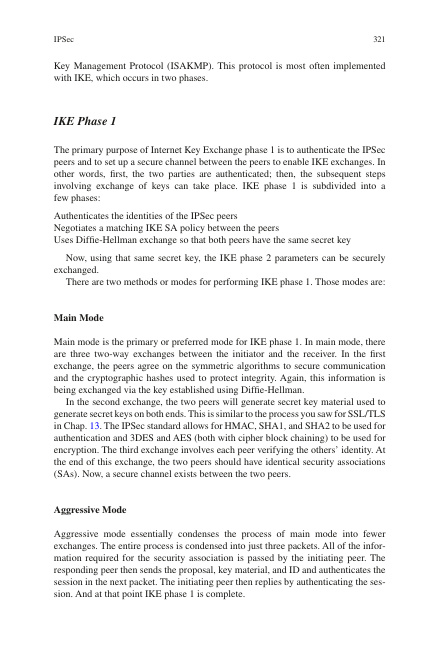 IPSec 321
Key Management Protocol (ISAKMP). This protocol is most often implemented
with IKE, which occurs in two phases.
IKE Phase 1
The primary purpose of Internet Key Exchange phase 1 is to authenticate the IPSec
peers and to set up a secure channel between the peers to enable IKE exchanges. In
other words, first, the two parties are authenticated; then, the subsequent steps
involving exchange of keys can take place. IKE phase 1 is subdivided into a
few phases:
Authenticates the identities of the IPSec peers
Negotiates a matching IKE SA policy between the peers
Uses Diffie-Hellman exchange so that both peers have the same secret key
Now, using that same secret key, the IKE phase 2 parameters can be securely
exchanged.
There are two methods or modes for performing IKE phase 1. Those modes are:
Main Mode
Main mode is the primary or preferred mode for IKE phase 1. In main mode, there
are three two-way exchanges between the initiator and the receiver. In the first
exchange, the peers agree on the symmetric algorithms to secure communication
and the cryptographic hashes used to protect integrity. Again, this information is
being exchanged via the key established using Diffie-Hellman.
In the second exchange, the two peers will generate secret key material used to
generate secret keys on both ends. This is similar to the process you saw for SSL/TLS
in Chap. 13. The IPSec standard allows for HMAC, SHA1, and SHA2 to be used for
authentication and 3DES and AES (both with cipher block chaining) to be used for
encryption. The third exchange involves each peer verifying the others' identity. At
the end of this exchange, the two peers should have identical security associations
(SAs). Now, a secure channel exists between the two peers.
Aggressive Mode
Aggressive mode essentially condenses the process of main mode into fewer
exchanges. The entire process is condensed into just three packets. All of the infor-
mation required for the security association is passed by the initiating peer. The
responding peer then sends the proposal, key material, and ID and authenticates the
session in the next packet. The initiating peer then replies by authenticating the ses-
sion. And at that point IKE phase 1 is complete.